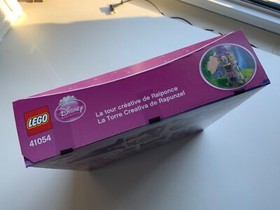 LEGO
41054
Disney
La tour créative de Raiponce
La Torre Creativa de Rapunzel